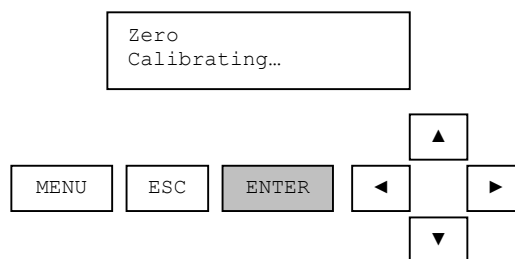 Zero
Calibrating…
▲
MENU ESC ENTER ◄ ►
▼